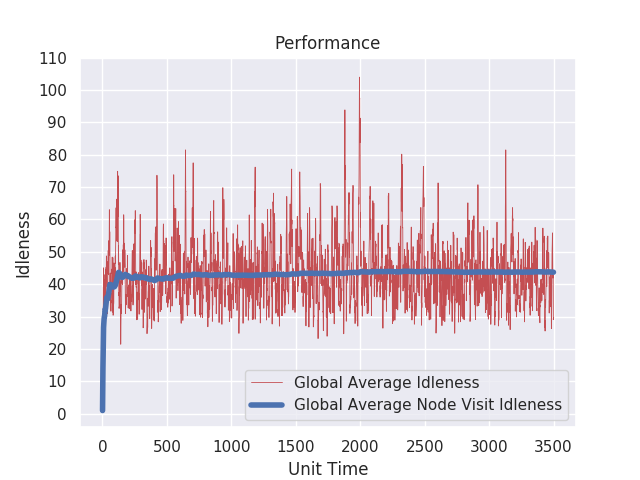 Performance
110
100
90
80
70
60
50
40
30
20
10
0
Idleness
Global Average Idleness
Global Average Node Visit Idleness
0 500 1000 1500 2000 2500 3000 3500
Unit Time